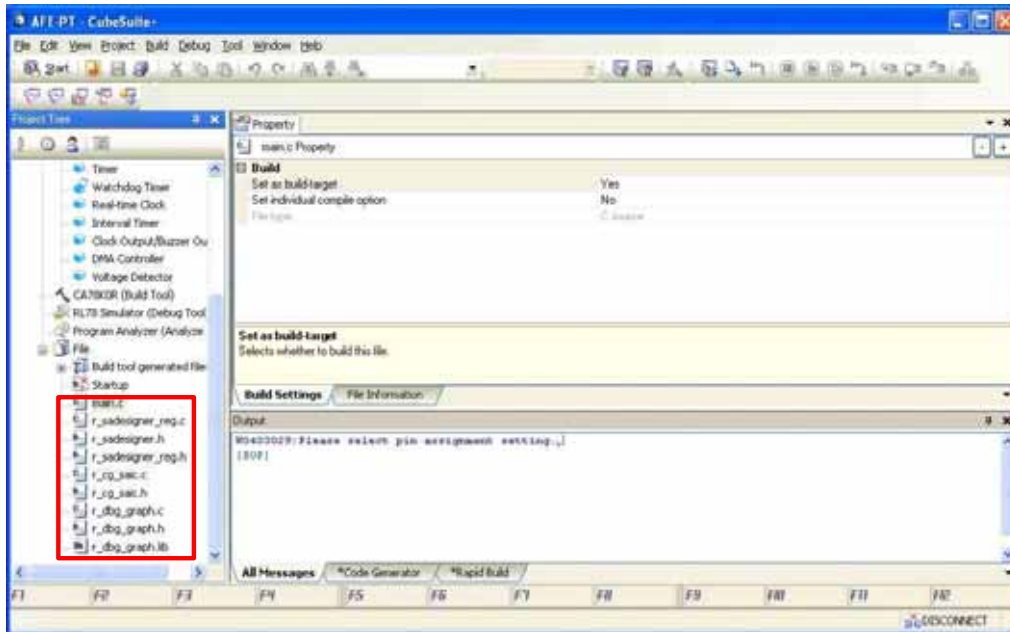 AFE-PT - CubeSuite+
File Edit View Project Build Debug Tool Window Help
Start
Project Tree
Timer
Watchdog Timer
Real-time Clock
Interval Timer
Clock Output/Buzzer Ou
DMA Controller
Voltage Detector
CA78K0R (Build Tool)
RL78 Simulator (Debug Tool
Program Analyzer (Analyze
File
Build tool generated file
Startup
main.c
r_sadesigner_reg.c
r_sadesigner.h
r_sadesigner_reg.h
r_cg_saic.c
r_cg_saic.h
r_dbg_graph.c
r_dbg_graph.h
r_dbg_graph.lib
Property
main.c Property
Build
Set as build-target Yes
Set individual compile option No
File type C source
Set as build-target
Selects whether to build this file.
Build Settings File Information
Output
W0403029:Please select pin assignment setting.
[EOF]
All Messages *Code Generator *Rapid Build
F1 F2 F3 F4 F5 F6 F7 F8 F9 F10 F11 F12
DISCONNECT